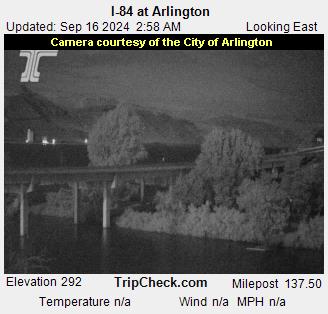 I-84 at Arlington
Updated: Sep 16 2024 2:58 AM Looking East
Camera courtesy of the City of Arlington
Elevation 292 TripCheck.com Milepost 137.50
Temperature n/a Wind n/a MPH n/a